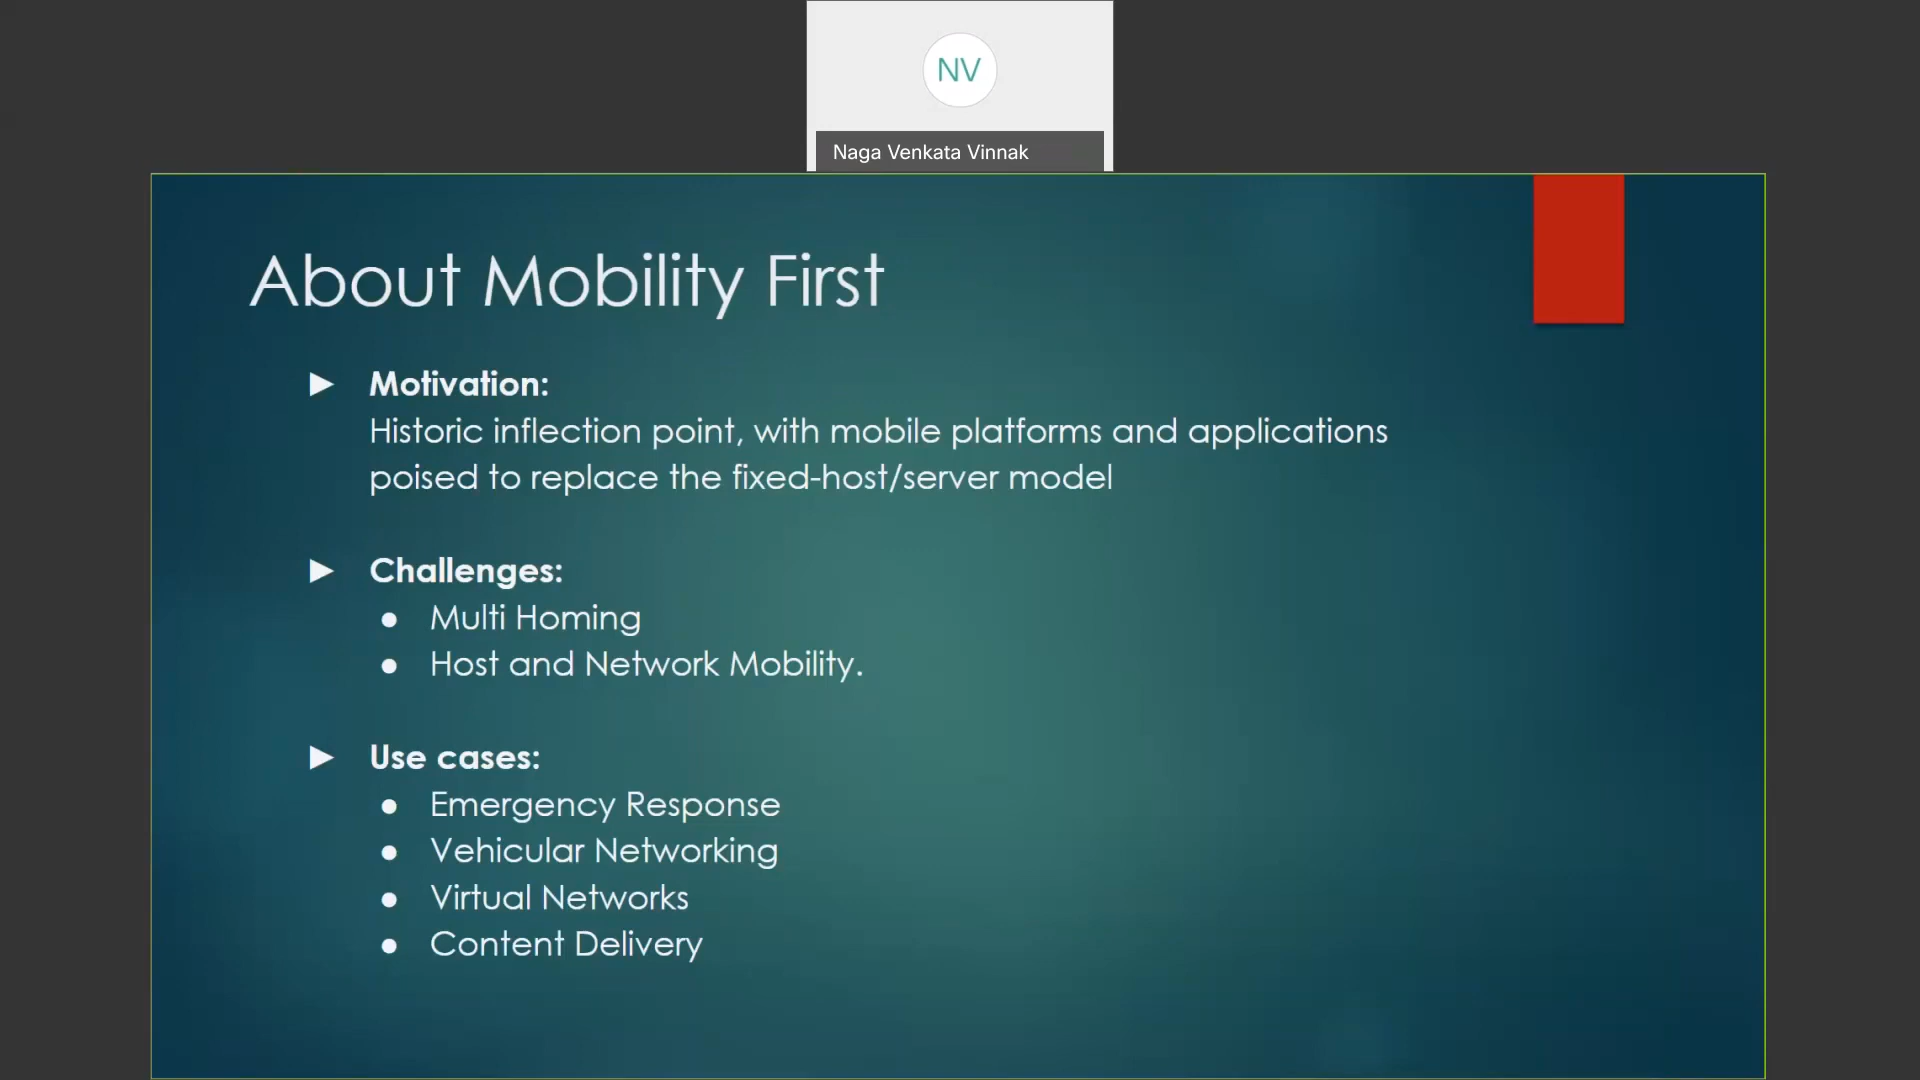 NV
Naga Venkata Vinnak
About Mobility First
► Motivation:
Historic inflection point, with mobile platforms and applications
poised to replace the fixed-host/server model
► Challenges:
● Multi Homing
● Host and Network Mobility.
► Use cases:
● Emergency Response
● Vehicular Networking
● Virtual Networks
● Content Delivery